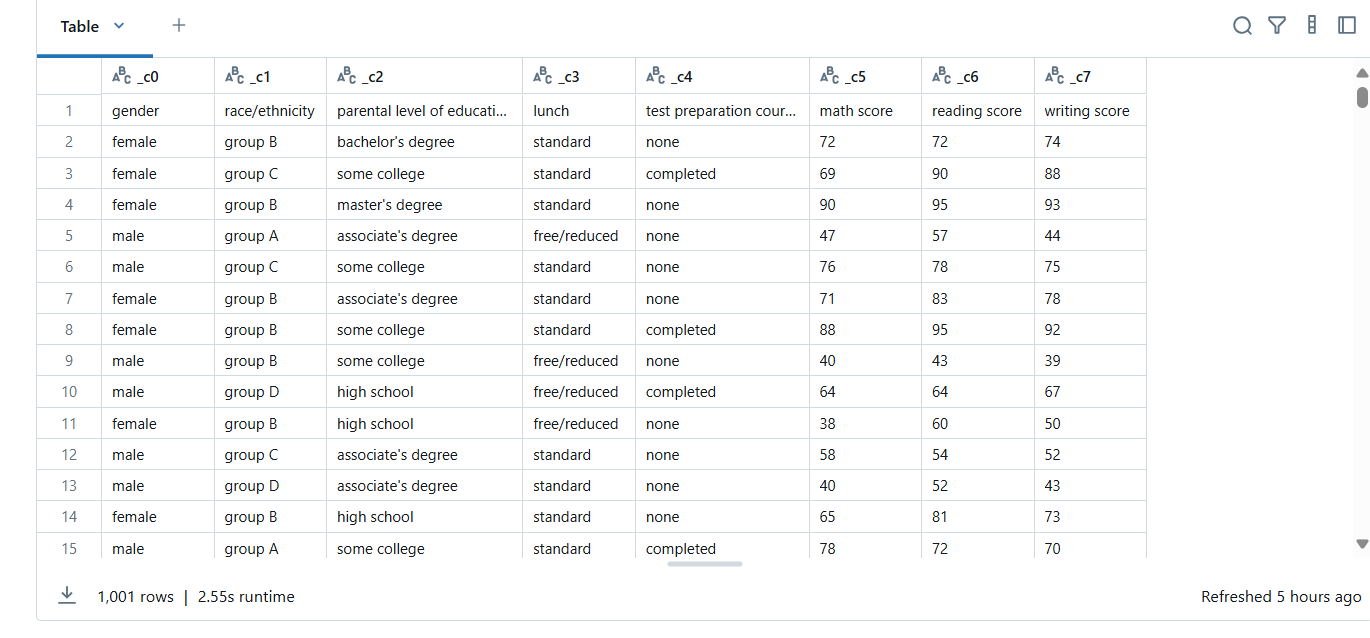 Table
ABC _c0 ABC _c1 ABC _c2 ABC _c3 ABC _c4 ABC _c5 ABC _c6 ABC _c7
1 gender race/ethnicity parental level of educati... lunch test preparation cour... math score reading score writing score
2 female group B bachelor's degree standard none 72 72 74
3 female group C some college standard completed 69 90 88
4 female group B master's degree standard none 90 95 93
5 male group A associate's degree free/reduced none 47 57 44
6 male group C some college standard none 76 78 75
7 female group B associate's degree standard none 71 83 78
8 female group B some college standard completed 88 95 92
9 male group B some college free/reduced none 40 43 39
10 male group D high school free/reduced completed 64 64 67
11 female group B high school free/reduced none 38 60 50
12 male group C associate's degree standard none 58 54 52
13 male group D associate's degree standard none 40 52 43
14 female group B high school standard none 65 81 73
15 male group A some college standard completed 78 72 70
1,001 rows | 2.55s runtime Refreshed 5 hours ago